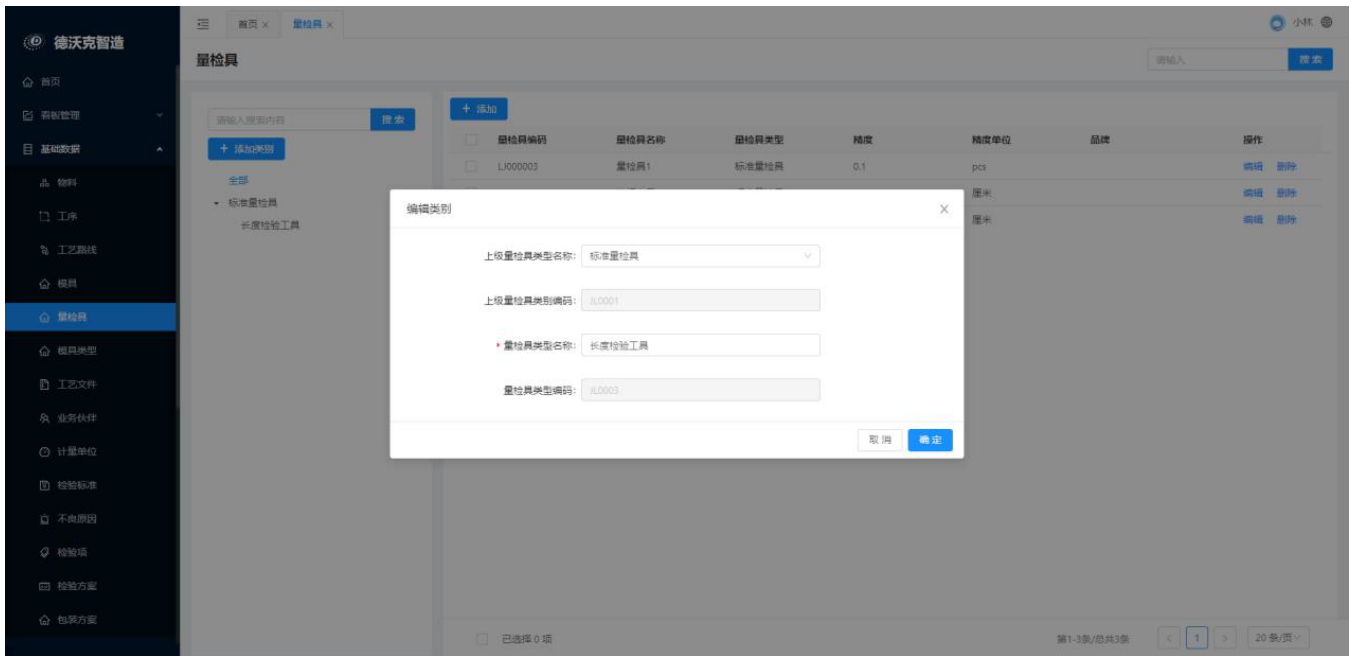 德沃克智造
首页 ×
量检具 ×
小林
量检具
请输入
搜索
首页
看板管理
基础数据
物料
工序
工艺路线
模具
量检具
模具类型
工艺文件
业务伙伴
计量单位
检验标准
不良原因
检验项
检验方案
包装方案
请输入搜索内容
搜索
+ 添加类别
全部
标准量检具
长度检验工具
+ 添加
量检具编码 量检具名称 量检具类型 精度 精度单位 品牌 操作
LJ000003 量检具1 标准量检具 0.1 pcs 编辑 删除
厘米 编辑 删除
厘米 编辑 删除
编辑类别 ×
上级量检具类型名称: 标准量检具
上级量检具类别编码: JL0001
* 量检具类型名称: 长度检验工具
量检具类型编码: JL0003
取消 确定
已选择 0 项
第1-3条/总共3条 < 1 > 20 条/页